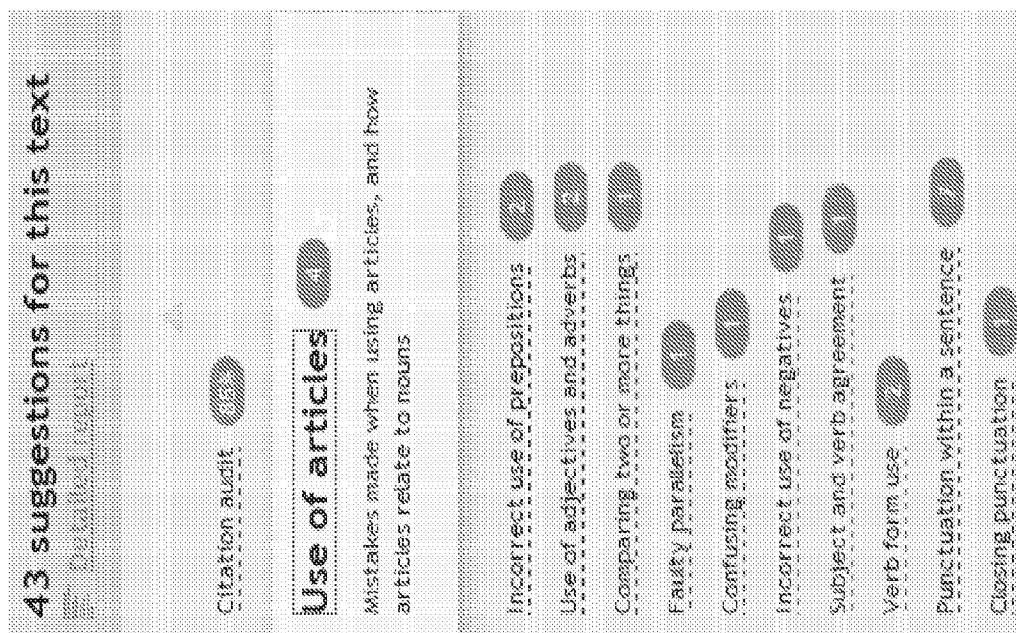 43 suggestions for this text
Detailed report
Citation audit
Use of articles
Mistakes made when using articles, and how
articles relate to nouns
Incorrect use of prepositions
Use of adjectives and adverbs
Comparing two or more things
Faulty parallelism
Confusing modifiers
Incorrect use of negatives
Subject and verb agreement
Verb form use
Punctuation within a sentence
Closing punctuation